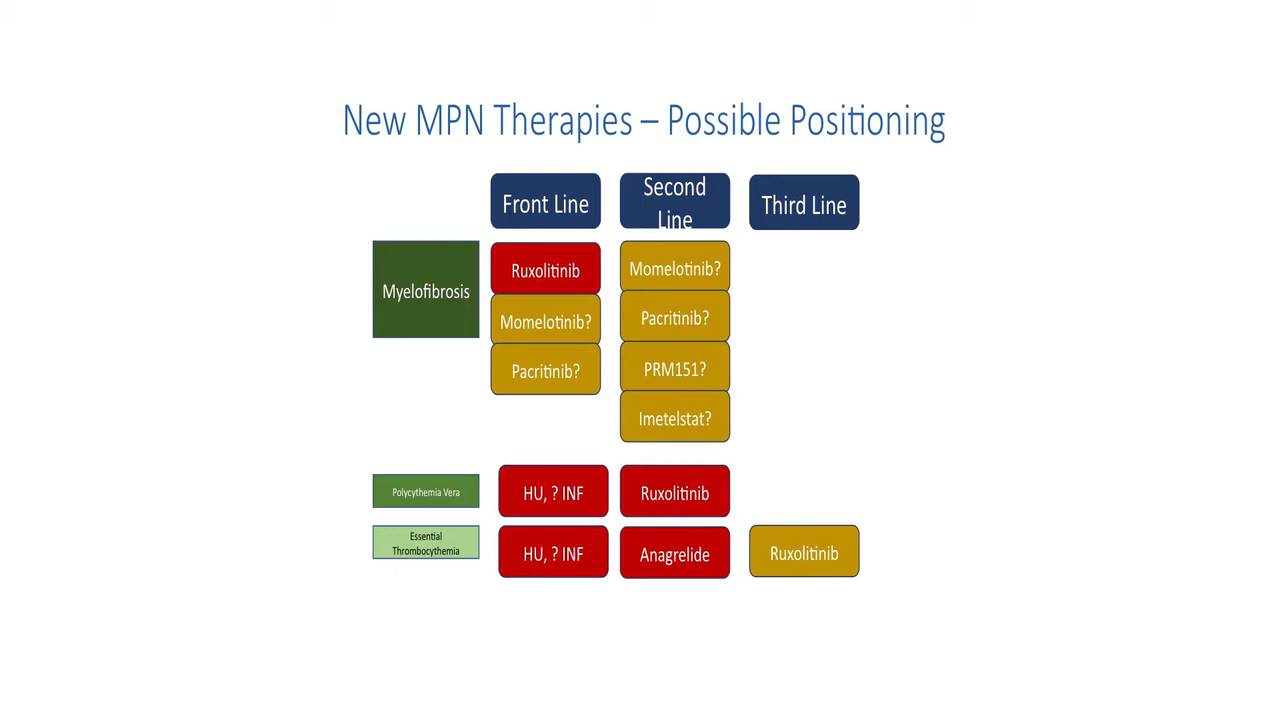 New MPN Therapies – Possible Positioning
Front Line
Second
Line
Third Line
Myelofibrosis
Ruxolitinib
Momelotinib?
Momelotinib?
Pacritinib?
Pacritinib?
PRM151?
Imetelstat?
Polycythemia Vera
HU, ? INF
Ruxolitinib
Essential
Thrombocythemia
HU, ? INF
Anagrelide
Ruxolitinib